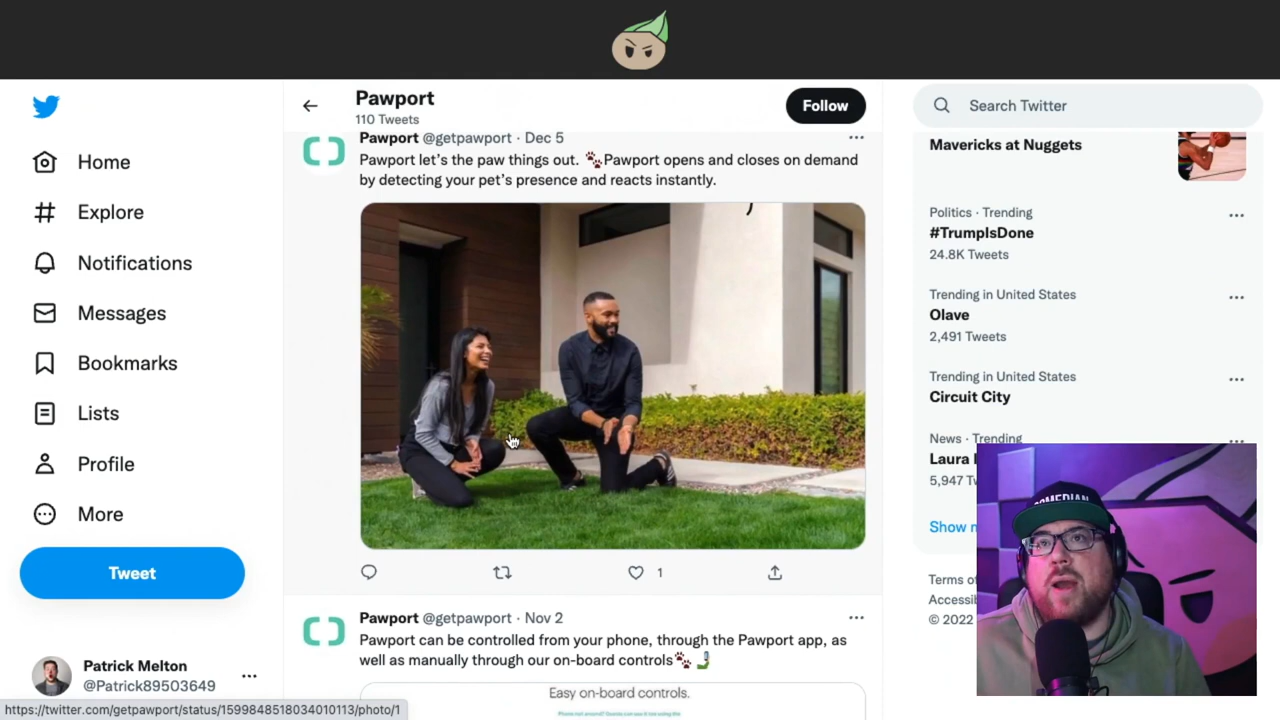 Pawport
110 Tweets
Follow
Search Twitter
Home
Explore
Notifications
Messages
Bookmarks
Lists
Profile
More
Tweet
Patrick Melton
@Patrick89503649
https://twitter.com/getpawport/status/1599848518034010113/photo/1
Pawport @getpawport · Dec 5
Pawport let's the paw things out. 🐾Pawport opens and closes on demand
by detecting your pet's presence and reacts instantly.
1
Pawport @getpawport · Nov 2
Pawport can be controlled from your phone, through the Pawport app, as
well as manually through our on-board controls🐾🤳
Easy on-board controls.
Mavericks at Nuggets
Politics · Trending
#TrumpIsDone
24.8K Tweets
Trending in United States
Olave
2,491 Tweets
Trending in United States
Circuit City
News · Trending
Laura
5,947
Show
Terms of
© 2022
COMEDIAN